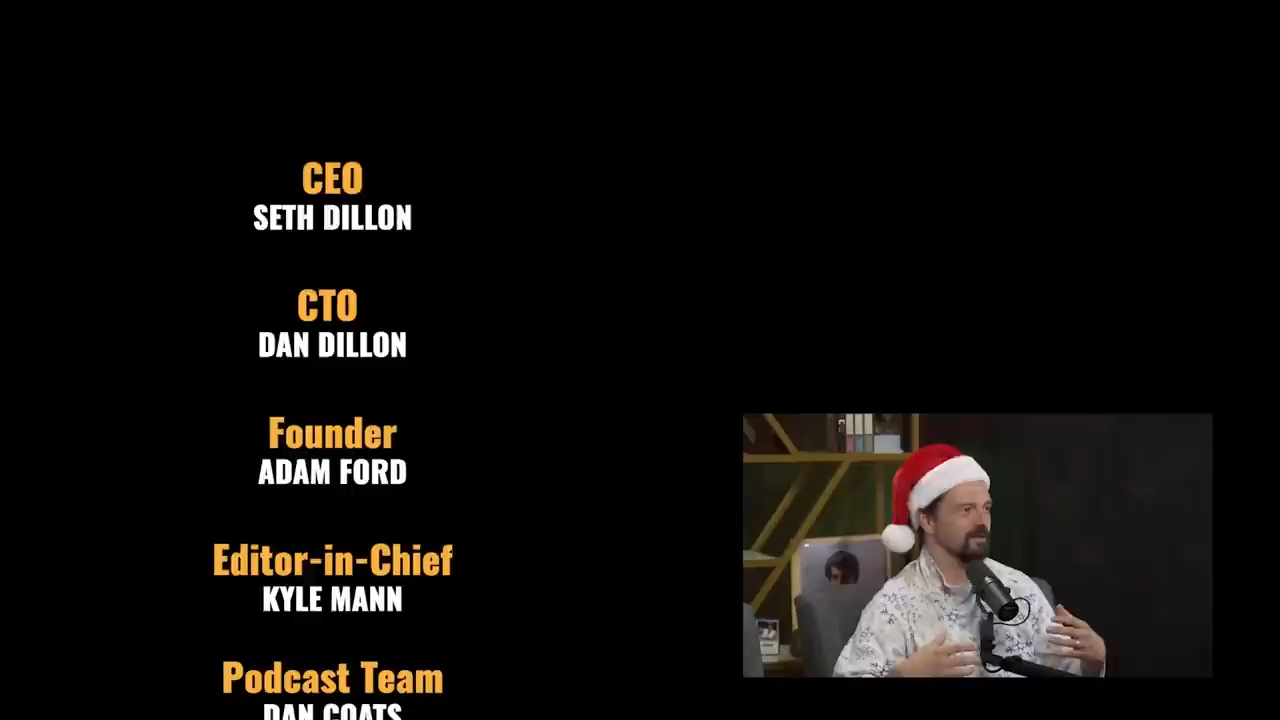 CEO
SETH DILLON
CTO
DAN DILLON
Founder
ADAM FORD
Editor-in-Chief
KYLE MANN
Podcast Team
DAN COATS